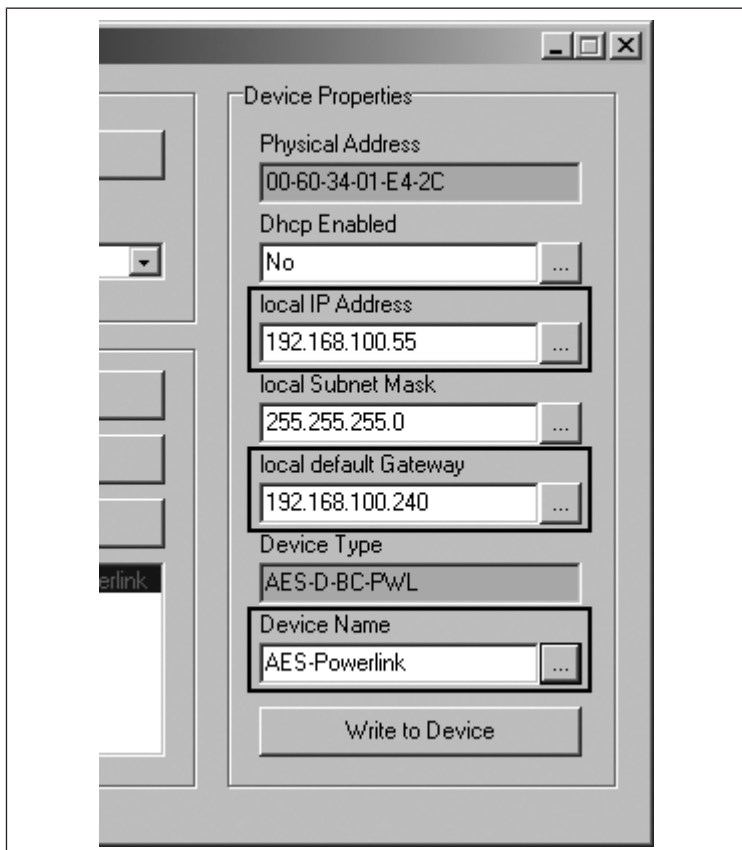 Device Properties
Physical Address
00-60-34-01-E4-2C
Dhcp Enabled
No
...
local IP Address
192.168.100.55
...
local Subnet Mask
255.255.255.0
...
local default Gateway
192.168.100.240
...
Device Type
AES-D-BC-PWL
erlink
Device Name
AES-Powerlink
...
Write to Device